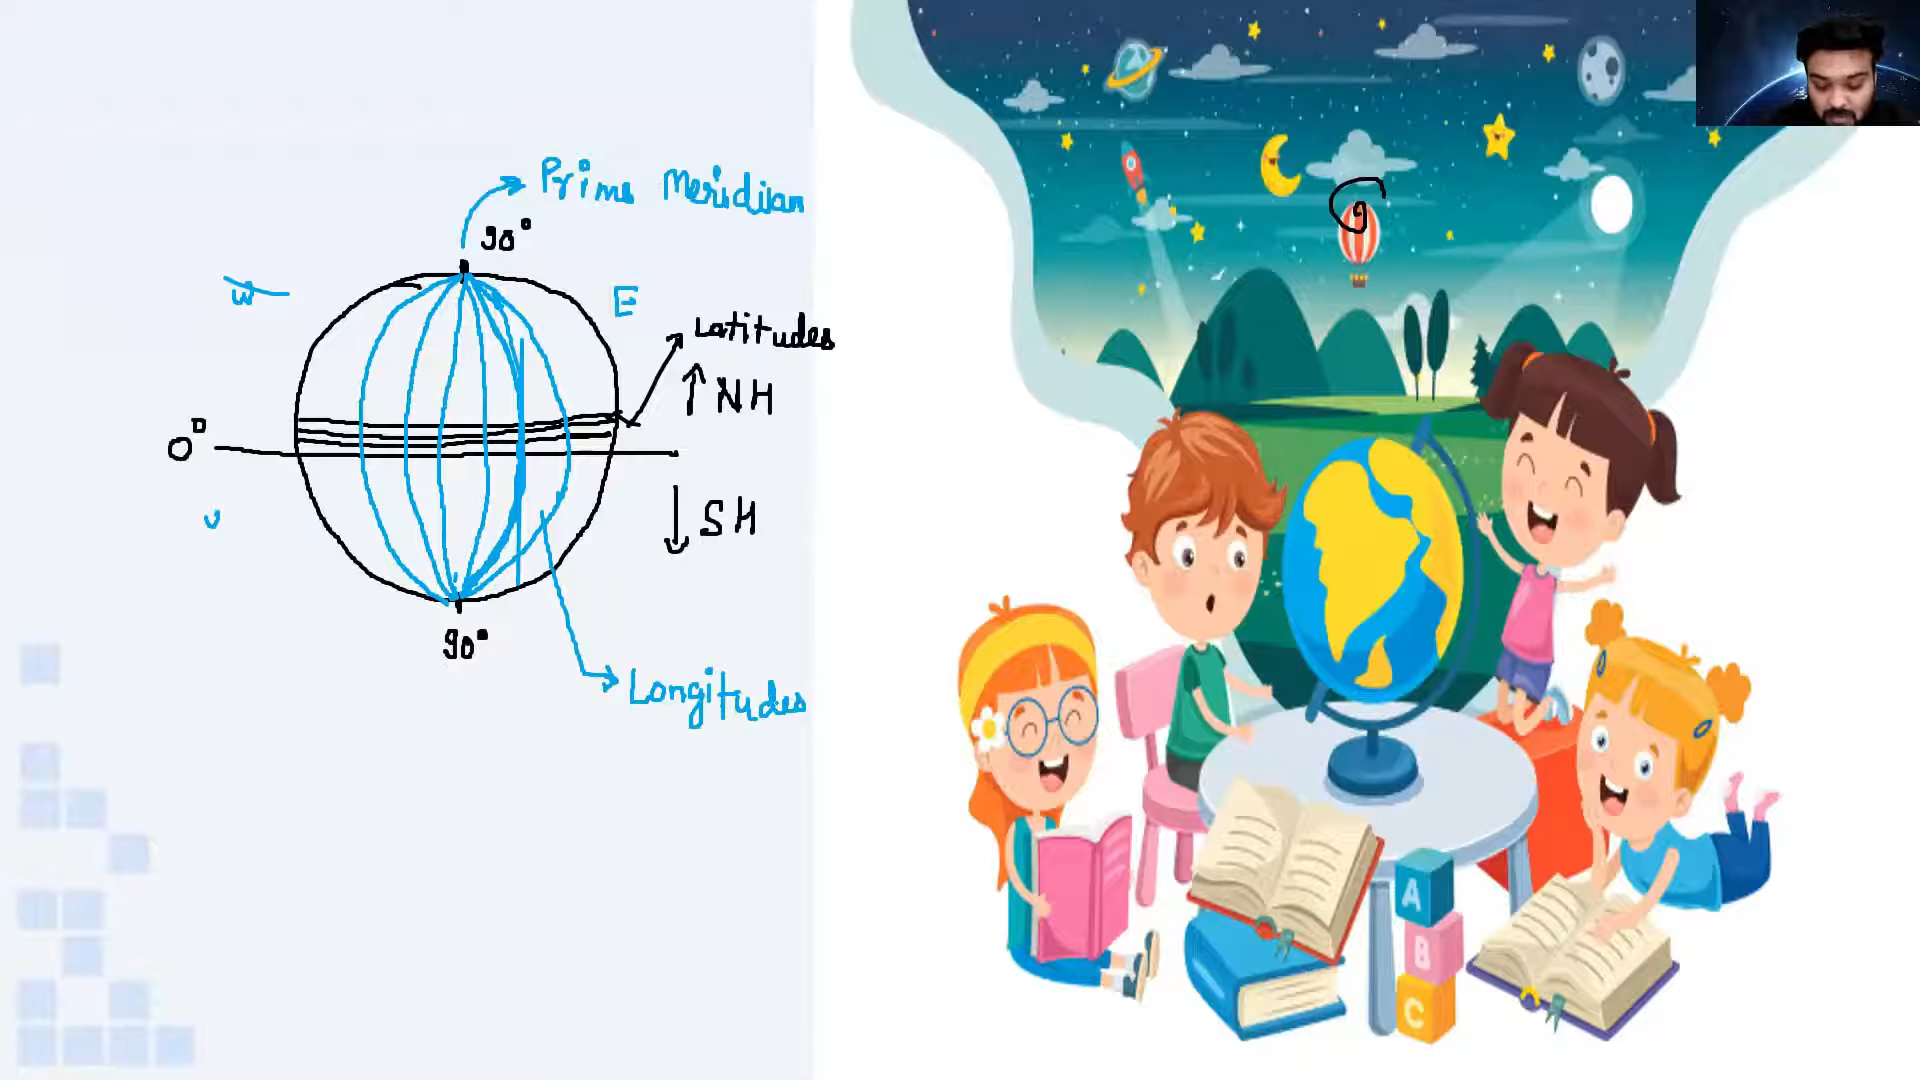 Prime Meridian
90°
W
E
Latitudes
↑ NH
0°
↓ SH
90°
Longitudes
A
B
C